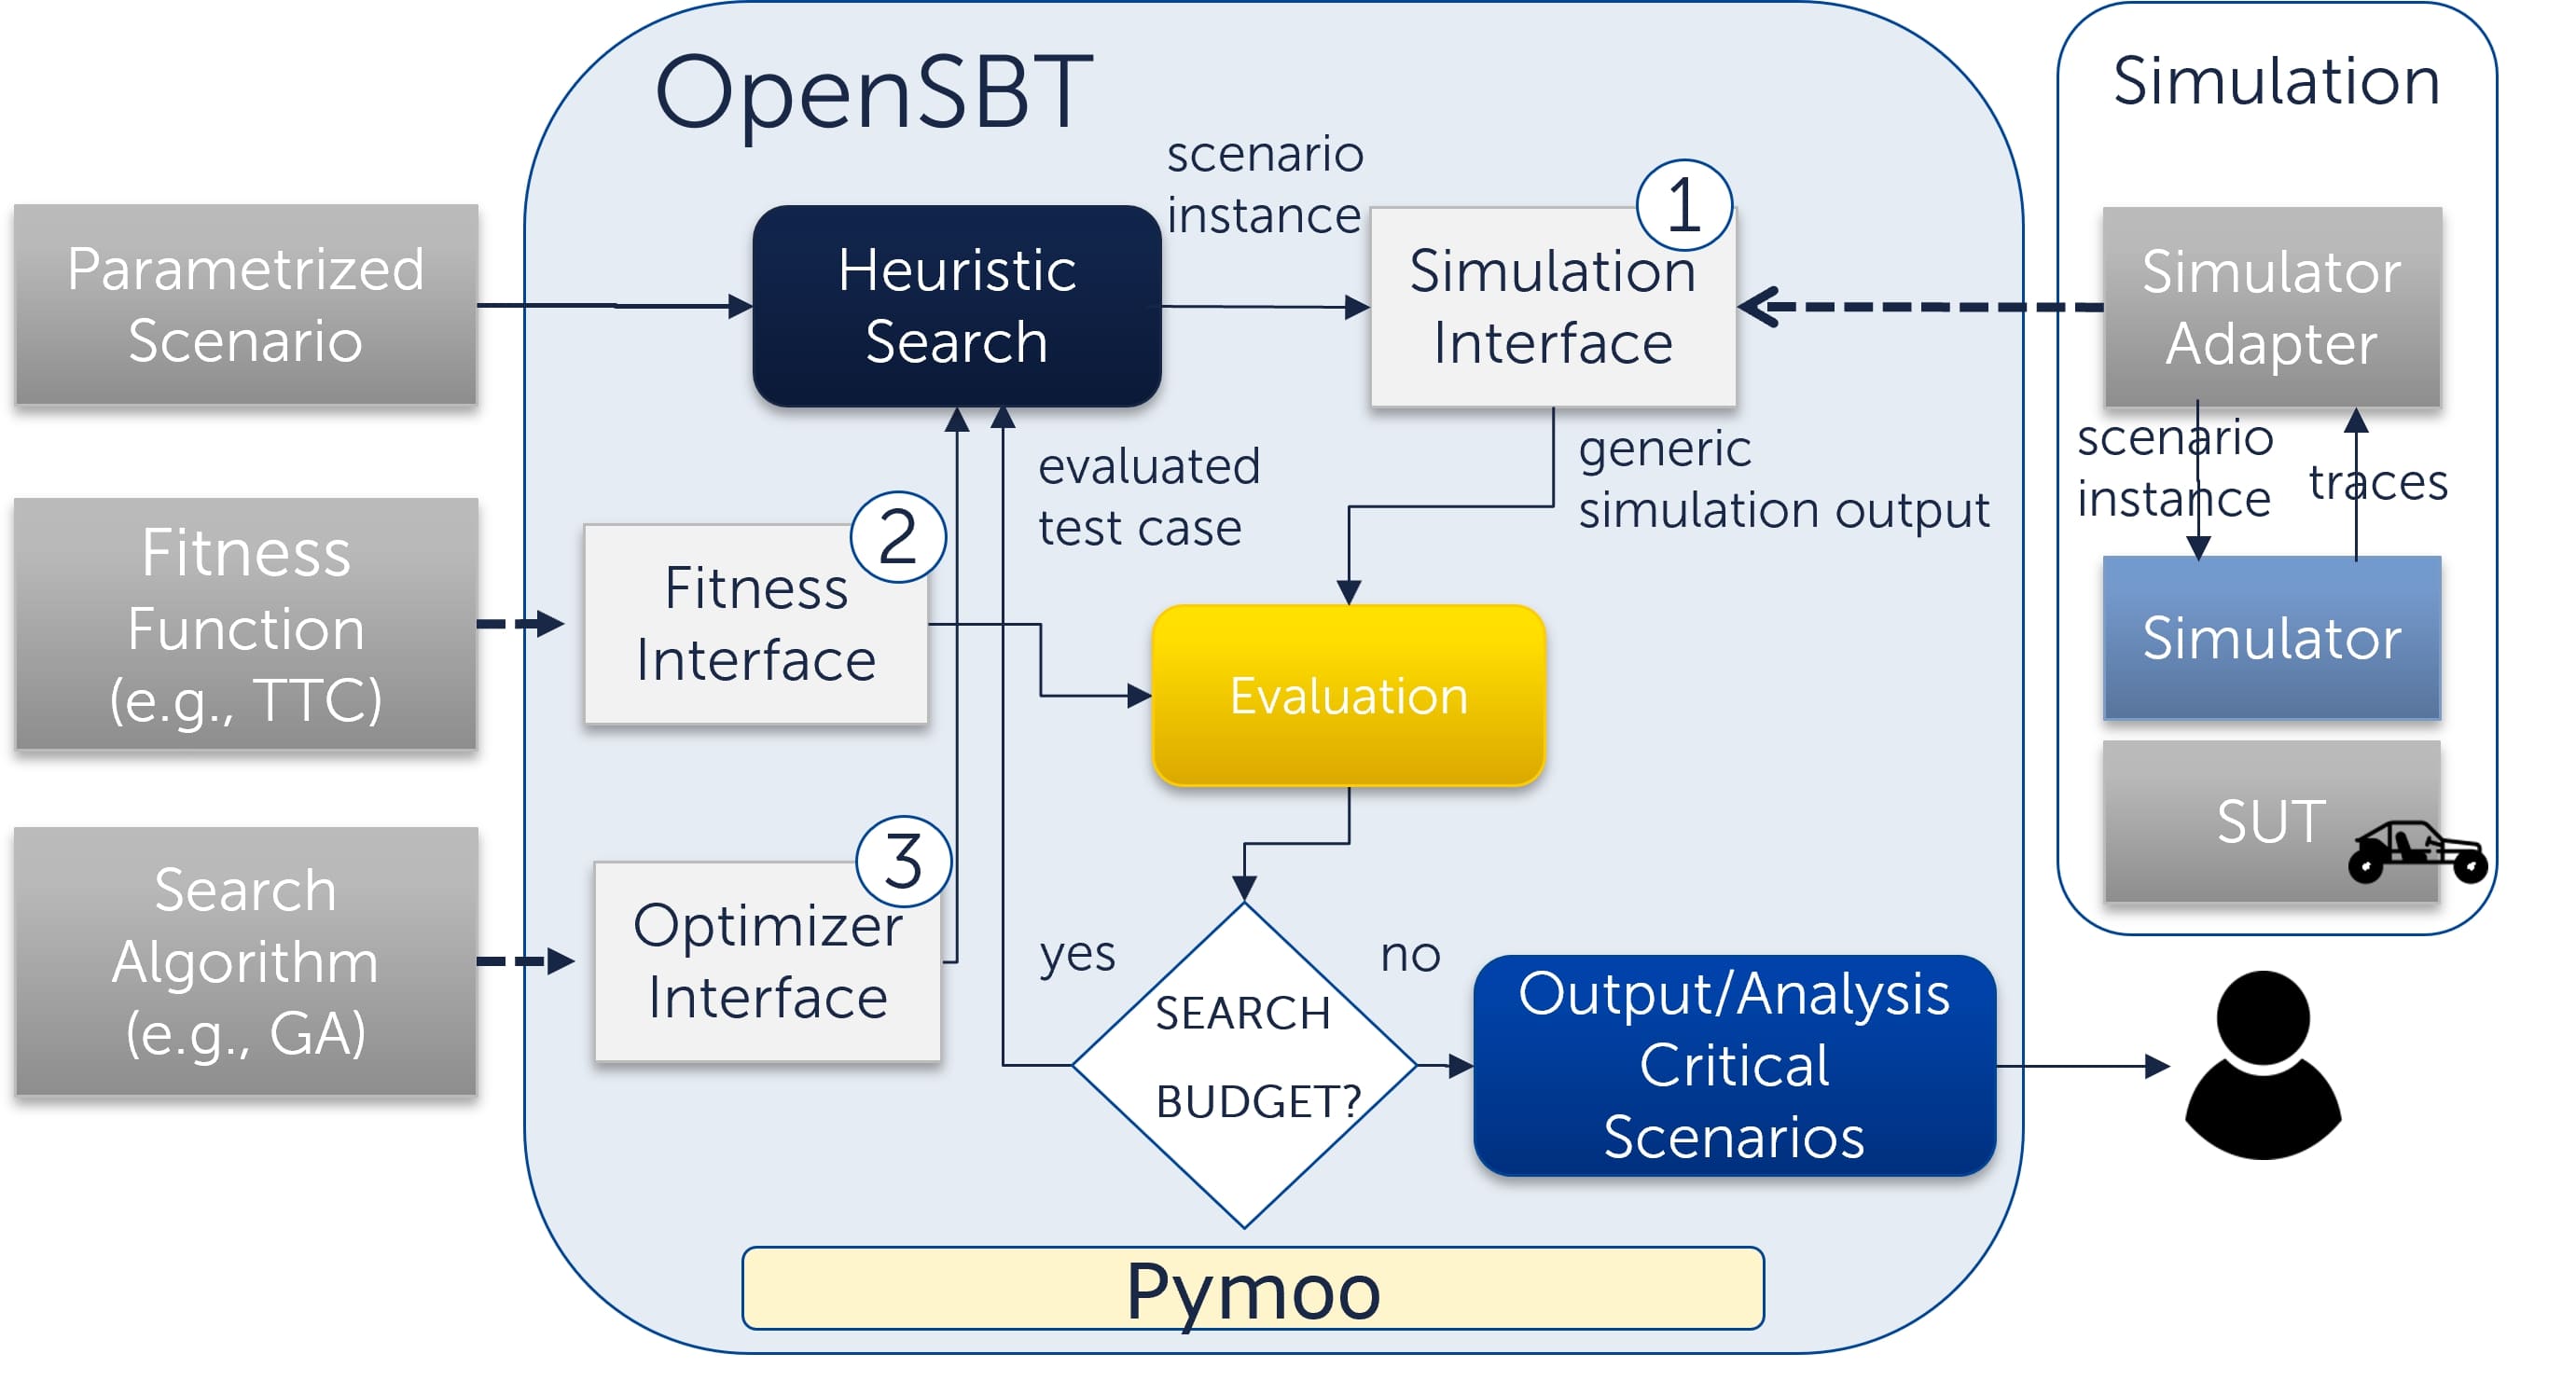 OpenSBT
Simulation
Parametrized
Scenario
Heuristic
Search
scenario
instance
1
Simulation
Interface
Simulator
Adapter
Fitness
Function
(e.g., TTC)
2
Fitness
Interface
evaluated
test case
generic
simulation output
scenario
instance
traces
Evaluation
Simulator
SUT
Search
Algorithm
(e.g., GA)
3
Optimizer
Interface
yes
no
SEARCH
BUDGET?
Output/Analysis
Critical
Scenarios
Pymoo